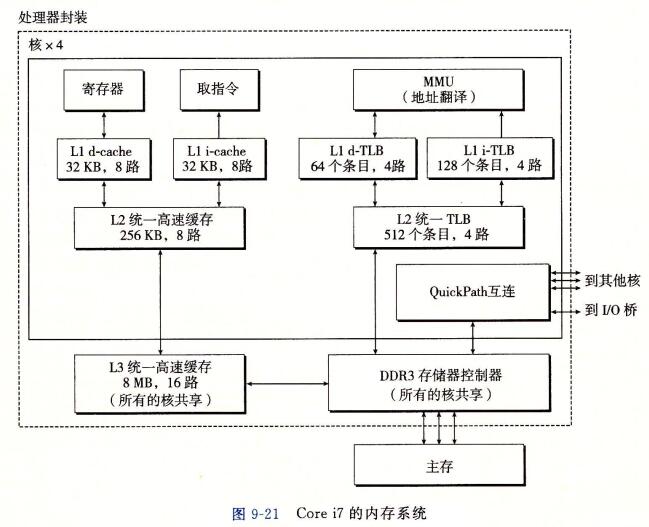 处理器封装
核×4
寄存器
取指令
MMU
（地址翻译）
L1 d-cache
32 KB，8 路
L1 i-cache
32 KB，8路
L1 d-TLB
64 个条目，4路
L1 i-TLB
128 个条目，4 路
L2 统一高速缓存
256 KB，8 路
L2 统一 TLB
512 个条目，4 路
QuickPath互连
到其他核
到 I/O 桥
L3 统一高速缓存
8 MB，16 路
（所有的核共享）
DDR3 存储器控制器
（所有的核共享）
主存
图 9-21 Core i7 的内存系统